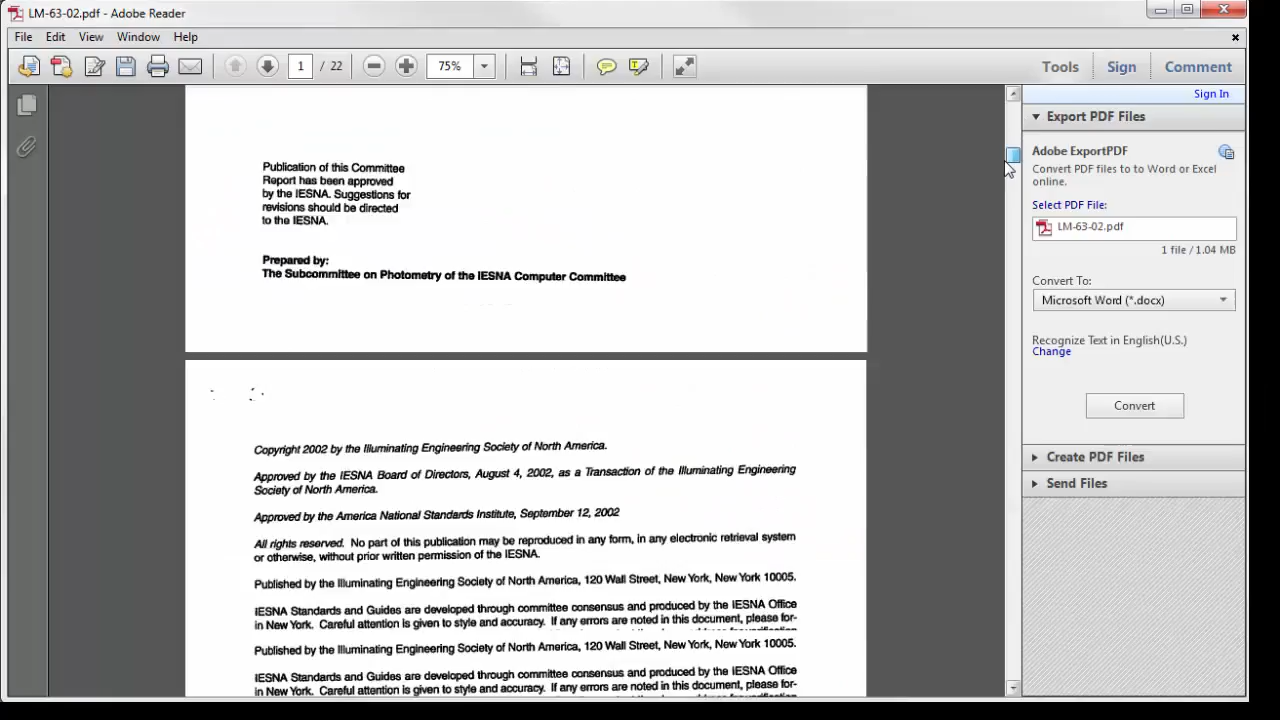 LM-63-02.pdf - Adobe Reader
File Edit View Window Help
1 / 22 75% Tools Sign Comment
Sign In
Export PDF Files
Adobe ExportPDF
Convert PDF files to to Word or Excel
online.
Select PDF File:
LM-63-02.pdf
1 file / 1.04 MB
Convert To:
Microsoft Word (*.docx)
Recognize Text in English(U.S.)
Change
Convert
Create PDF Files
Send Files
Publication of this Committee
Report has been approved
by the IESNA. Suggestions for
revisions should be directed
to the IESNA.
Prepared by:
The Subcommittee on Photometry of the IESNA Computer Committee
Copyright 2002 by the Illuminating Engineering Society of North America.
Approved by the IESNA Board of Directors, August 4, 2002, as a Transaction of the Illuminating Engineering
Society of North America.
Approved by the America National Standards Institute, September 12, 2002
All rights reserved. No part of this publication may be reproduced in any form, in any electronic retrieval system
or otherwise, without prior written permission of the IESNA.
Published by the Illuminating Engineering Society of North America, 120 Wall Street, New York, New York 10005.
IESNA Standards and Guides are developed through committee consensus and produced by the IESNA Office
in New York. Careful attention is given to style and accuracy. If any errors are noted in this document, please for-
Published by the Illuminating Engineering Society of North America, 120 Wall Street, New York, New York 10005.
IESNA Standards and Guides are developed through committee consensus and produced by the IESNA Office
in New York. Careful attention is given to style and accuracy. If any errors are noted in this document, please for-